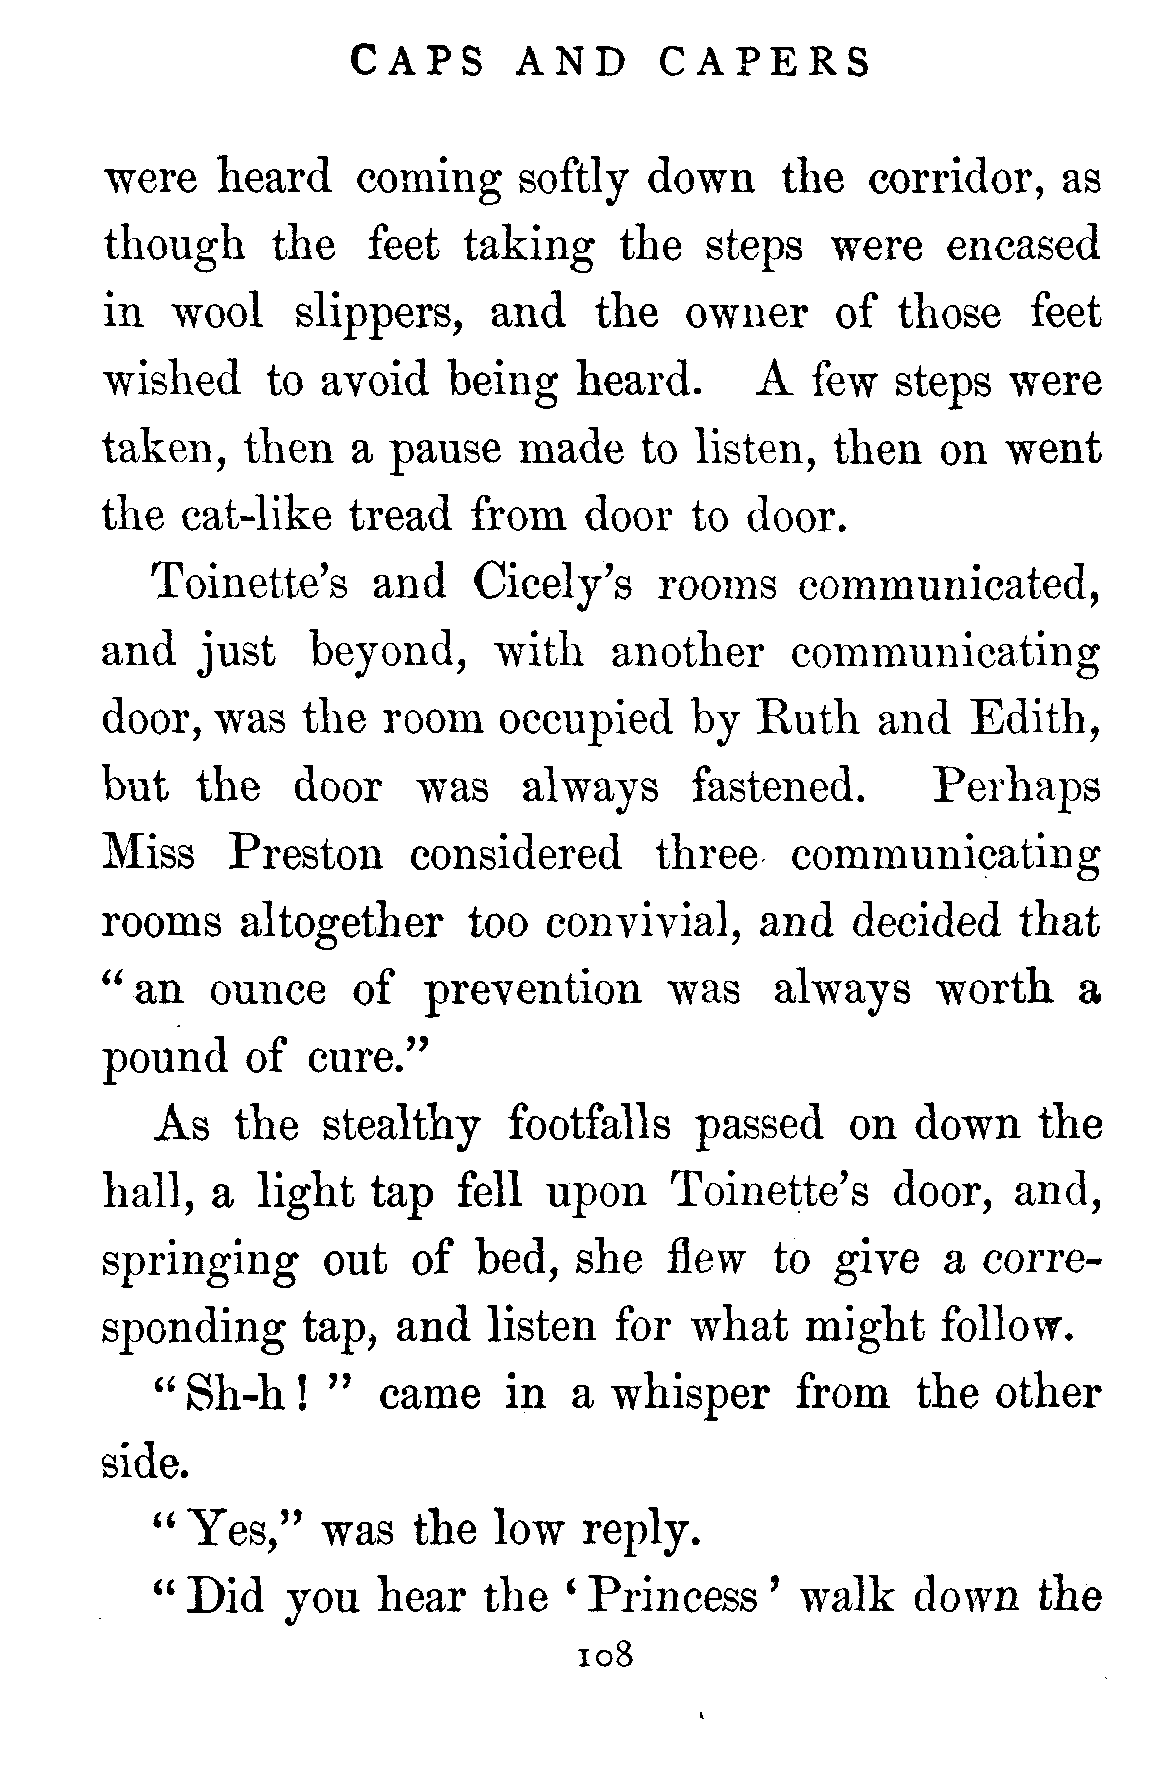 CAPS AND CAPERS
were heard coming softly down the corridor, as
though the feet taking the steps were encased
in wool slippers, and the owner of those feet
wished to avoid being heard. A few steps were
taken, then a pause made to listen, then on went
the cat-like tread from door to door.
Toinette's and Cicely's rooms communicated,
and just beyond, with another communicating
door, was the room occupied by Ruth and Edith,
but the door was always fastened. Perhaps
Miss Preston considered three communicating
rooms altogether too convivial, and decided that
“ an ounce of prevention was always worth a
pound of cure.”
As the stealthy footfalls passed on down the
hall, a light tap fell upon Toinette's door, and,
springing out of bed, she flew to give a corre-
sponding tap, and listen for what might follow.
“ Sh-h ! ” came in a whisper from the other
side.
“ Yes,” was the low reply.
“ Did you hear the ‘ Princess ’ walk down the
108